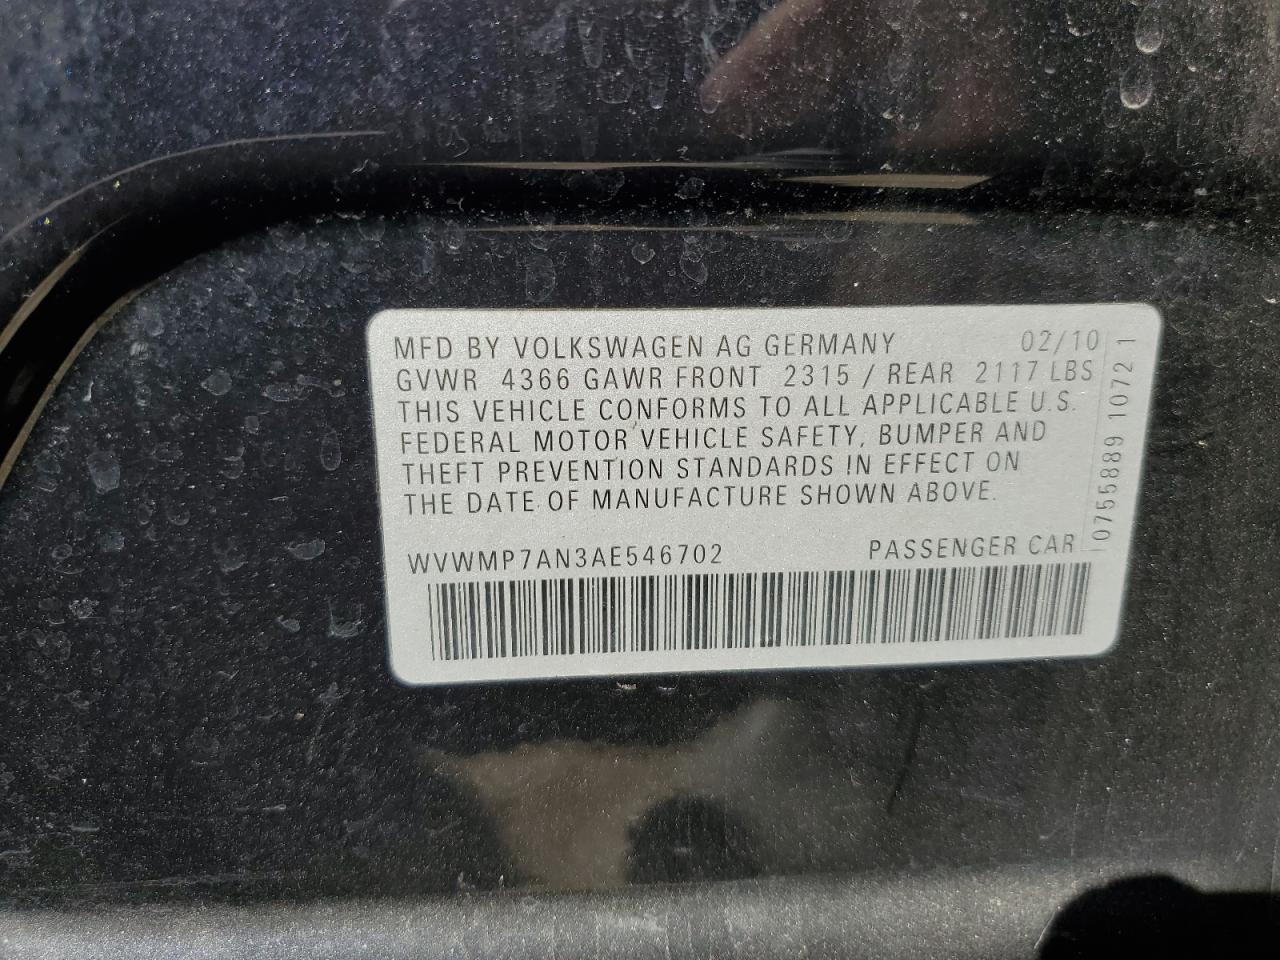 MFD BY VOLKSWAGEN AG GERMANY 02/10
GVWR 4366 GAWR FRONT 2315 / REAR 2117 LBS
THIS VEHICLE CONFORMS TO ALL APPLICABLE U.S.
FEDERAL MOTOR VEHICLE SAFETY, BUMPER AND
THEFT PREVENTION STANDARDS IN EFFECT ON
THE DATE OF MANUFACTURE SHOWN ABOVE.
WVWMP7AN3AE546702 PASSENGER CAR
0755889 1072 1